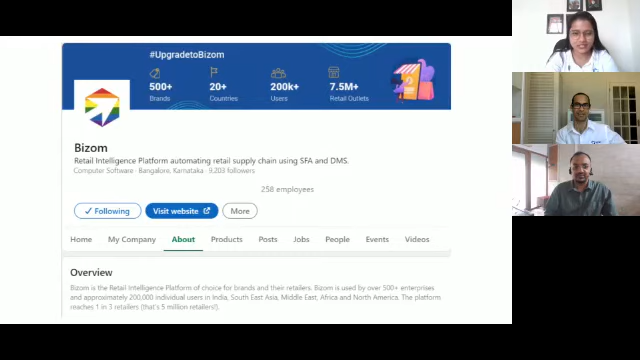 #UpgradetoBizom
500+ 20+ 200k+ 7.5M+
Brands Countries Users Retail Outlets
Bizom
Retail Intelligence Platform automating retail supply chain using SFA and DMS.
Computer Software · Bangalore, Karnataka · 9,203 followers
258 employees
Following Visit website More
Home My Company About Products Posts Jobs People Events Videos
Overview
Bizom is the Retail Intelligence Platform of choice for brands and their retailers. Bizom is used by over 500+ enterprises
and approximately 200,000 individual users in India, South East Asia, Middle East, Africa and North America. The platform
reaches 1 in 3 retailers (that's 5 million retailers!).